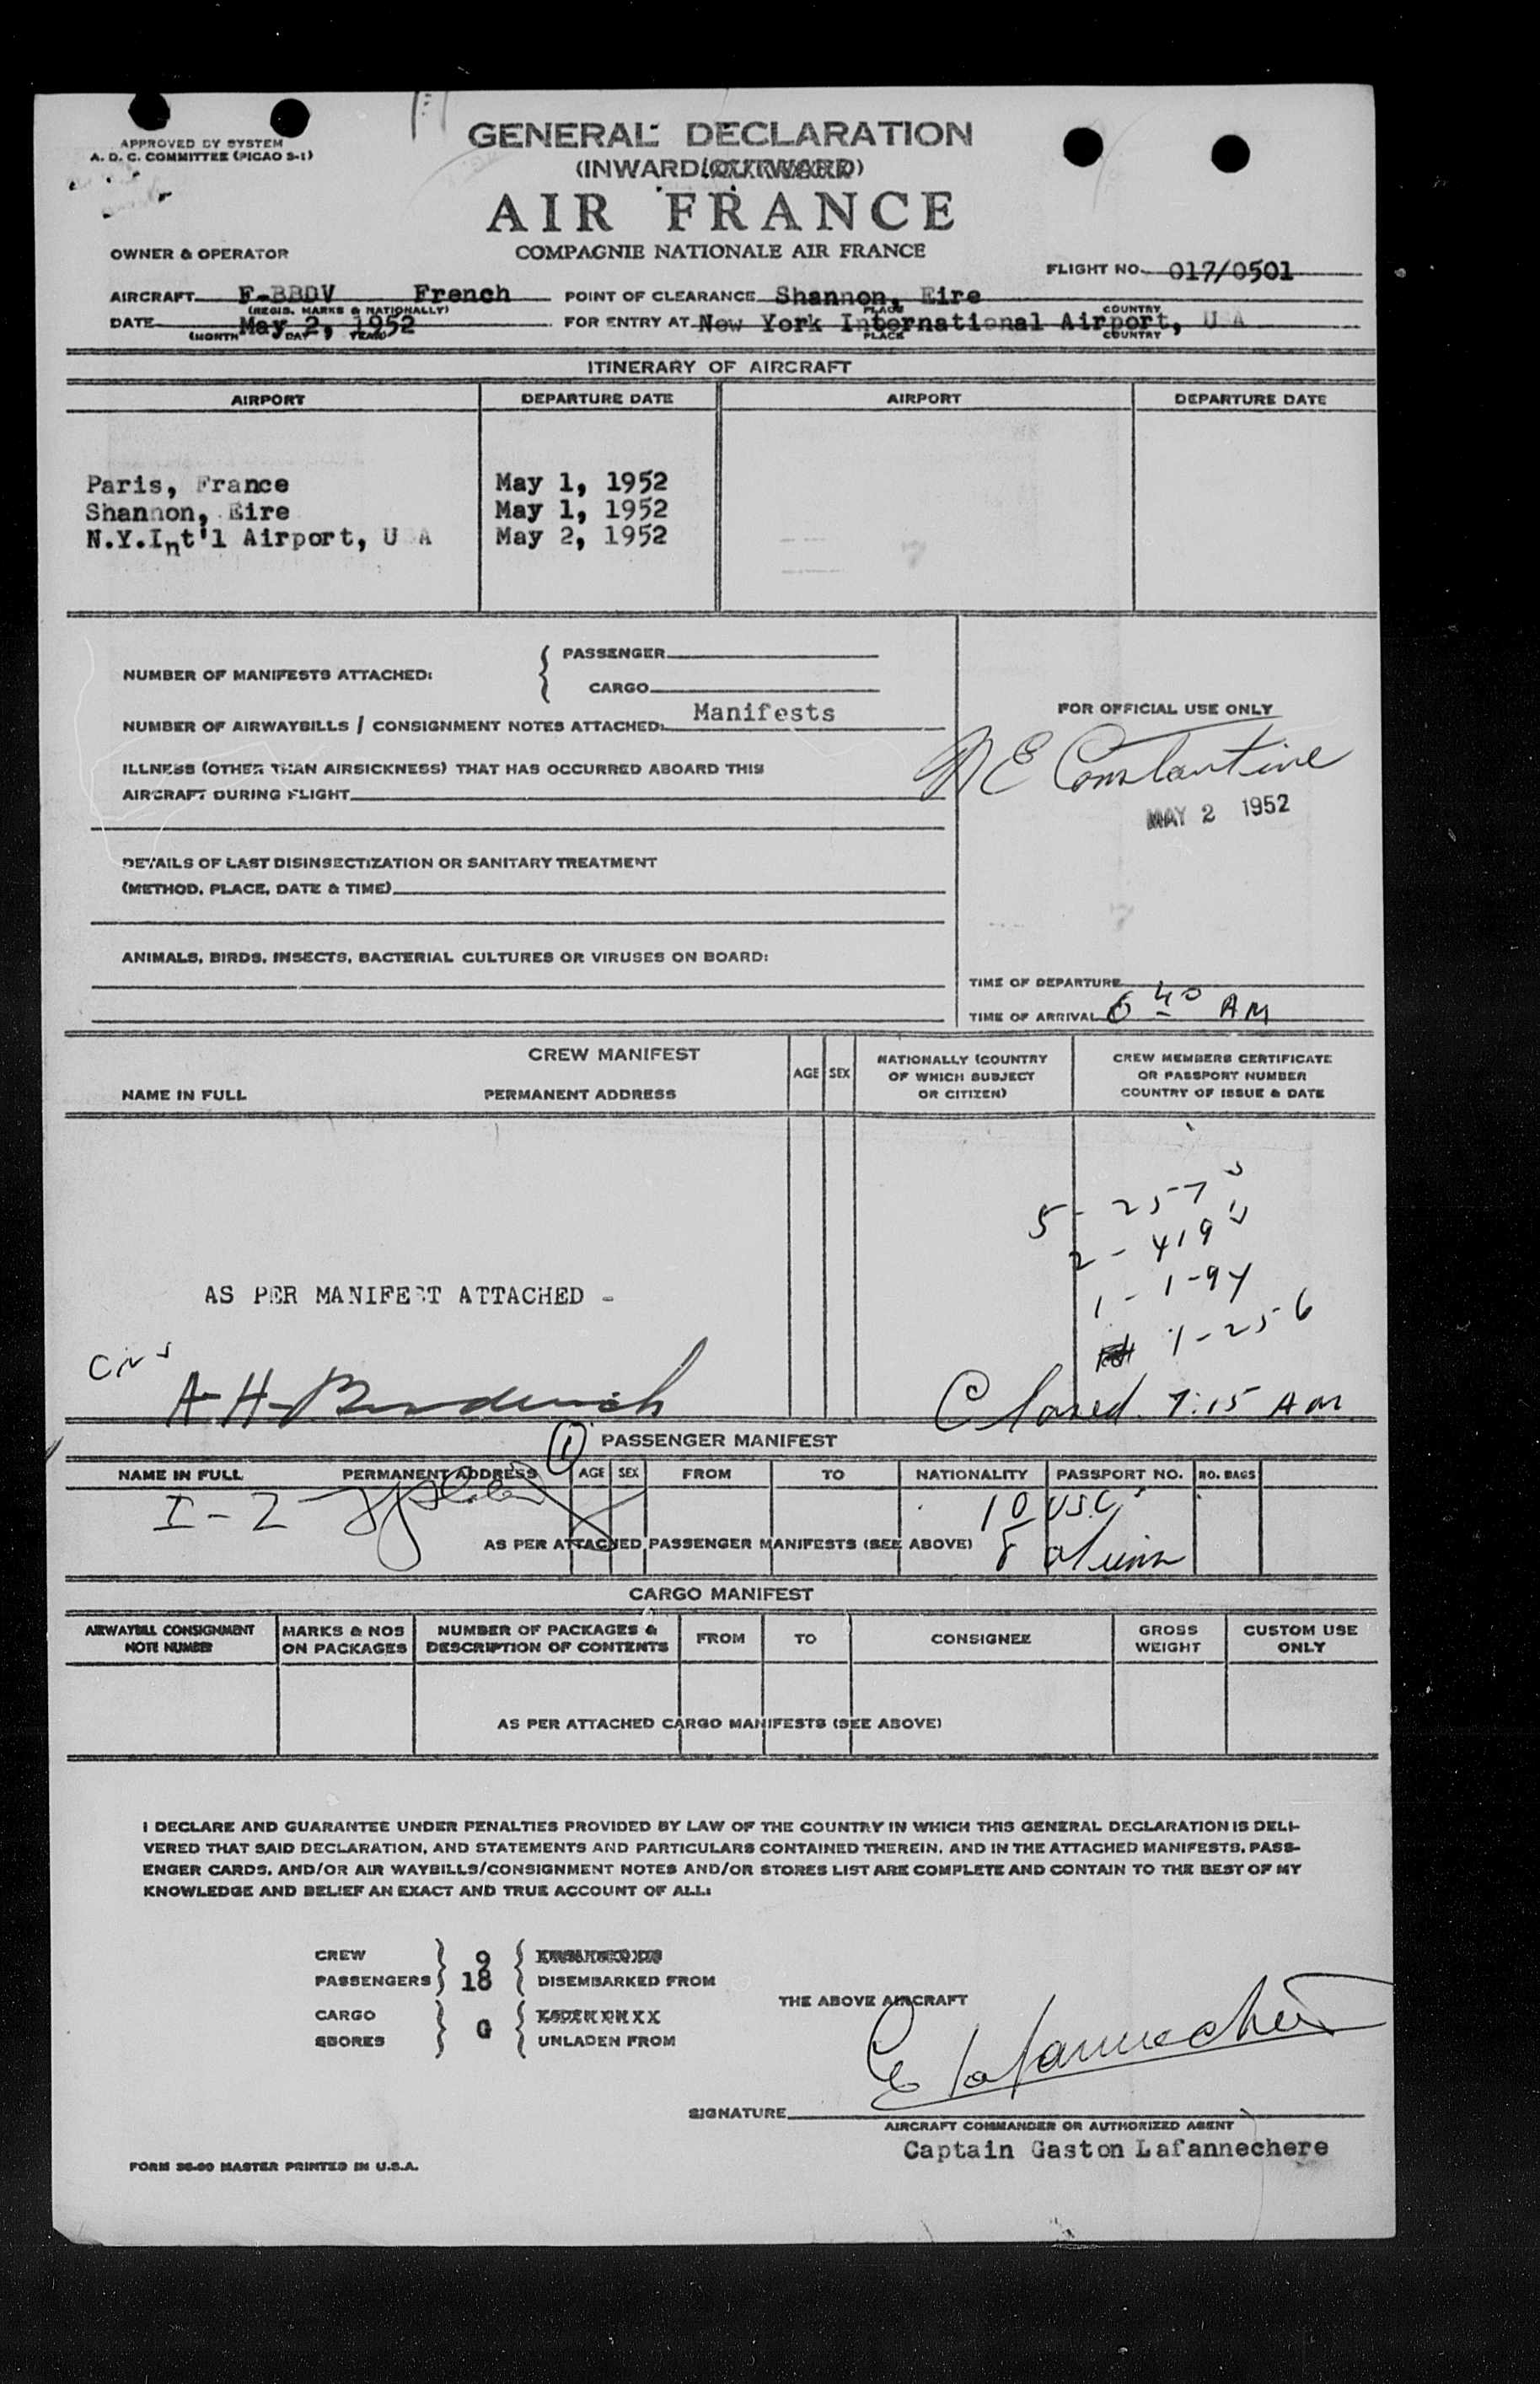 APPROVED BY SYSTEM
A. D. C. COMMITTEE (PICAO S-1)
GENERAL DECLARATION
(INWARD/OUTWARD)
AIR FRANCE
COMPAGNIE NATIONALE AIR FRANCE
OWNER & OPERATOR
FLIGHT NO. 017/0501
AIRCRAFT F-BBDV French POINT OF CLEARANCE Shannon, Eire
(REGIS. MARKS & NATIONALLY) PLACE COUNTRY
DATE May 2, 1952 FOR ENTRY AT New York International Airport, USA
(MONTH DAY YEAR) PLACE COUNTRY
ITINERARY OF AIRCRAFT
AIRPORT DEPARTURE DATE AIRPORT DEPARTURE DATE
Paris, France May 1, 1952
Shannon, Eire May 1, 1952
N.Y.Int'l Airport, USA May 2, 1952
NUMBER OF MANIFESTS ATTACHED: PASSENGER
CARGO
NUMBER OF AIRWAYBILLS / CONSIGNMENT NOTES ATTACHED: Manifests
FOR OFFICIAL USE ONLY
E Constantine
MAY 2 1952
ILLNESS (OTHER THAN AIRSICKNESS) THAT HAS OCCURRED ABOARD THIS
AIRCRAFT DURING FLIGHT
DETAILS OF LAST DISINSECTIZATION OR SANITARY TREATMENT
(METHOD, PLACE, DATE & TIME)
ANIMALS, BIRDS, INSECTS, BACTERIAL CULTURES OR VIRUSES ON BOARD:
TIME OF DEPARTURE
TIME OF ARRIVAL 6 40 AM
CREW MANIFEST
NAME IN FULL PERMANENT ADDRESS
AGE SEX
NATIONALLY (COUNTRY
OF WHICH SUBJECT
OR CITIZEN)
CREW MEMBERS CERTIFICATE
OR PASSPORT NUMBER
COUNTRY OF ISSUE & DATE
5 - 257
2 - 419
1 - 1-94
1-256
AS PER MANIFEST ATTACHED -
A H
Closed. 7:15 AM
1 PASSENGER MANIFEST
NAME IN FULL PERMANENT ADDRESS AGE SEX FROM TO NATIONALITY PASSPORT NO. NO. BAGS
I - 2
10 USC
8 aliens
AS PER ATTACHED PASSENGER MANIFESTS (SEE ABOVE)
CARGO MANIFEST
AIRWAYBILL CONSIGNMENT
NOTE NUMBER
MARKS & NOS
ON PACKAGES
NUMBER OF PACKAGES &
DESCRIPTION OF CONTENTS
FROM TO CONSIGNEE
GROSS
WEIGHT
CUSTOM USE
ONLY
AS PER ATTACHED CARGO MANIFESTS (SEE ABOVE)
I DECLARE AND GUARANTEE UNDER PENALTIES PROVIDED BY LAW OF THE COUNTRY IN WHICH THIS GENERAL DECLARATION IS DELI-
VERED THAT SAID DECLARATION, AND STATEMENTS AND PARTICULARS CONTAINED THEREIN, AND IN THE ATTACHED MANIFESTS, PASS-
ENGER CARDS, AND/OR AIR WAYBILLS/CONSIGNMENT NOTES AND/OR STORES LIST ARE COMPLETE AND CONTAIN TO THE BEST OF MY
KNOWLEDGE AND BELIEF AN EXACT AND TRUE ACCOUNT OF ALL:
CREW 9
PASSENGERS 18 DISEMBARKED FROM
THE ABOVE AIRCRAFT
CARGO
SBORES UNLADEN FROM
G Lafannechere
SIGNATURE
AIRCRAFT COMMANDER OR AUTHORIZED AGENT
Captain Gaston Lafannechere
FORM 36-00 MASTER PRINTED IN U.S.A.